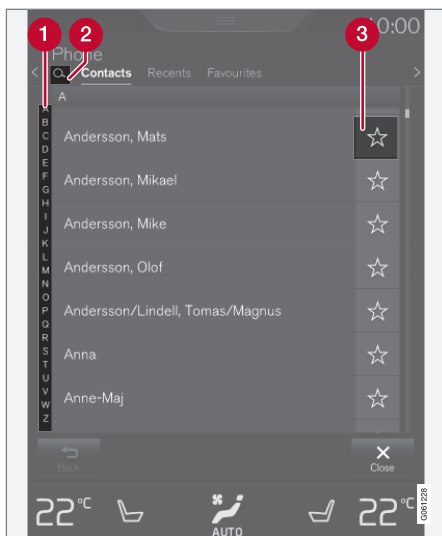 10:00
1
2
3
Phone
Contacts Recents Favourites
A
A
B
C
D
E
F
G
H
I
J
K
L
M
N
O
P
Q
R
S
T
U
V
W
Z
Andersson, Mats
Andersson, Mikael
Andersson, Mike
Andersson, Olof
Andersson/Lindell, Tomas/Magnus
Anna
Anne-Maj
Back
Close
22°C
AUTO
22°C
G061228